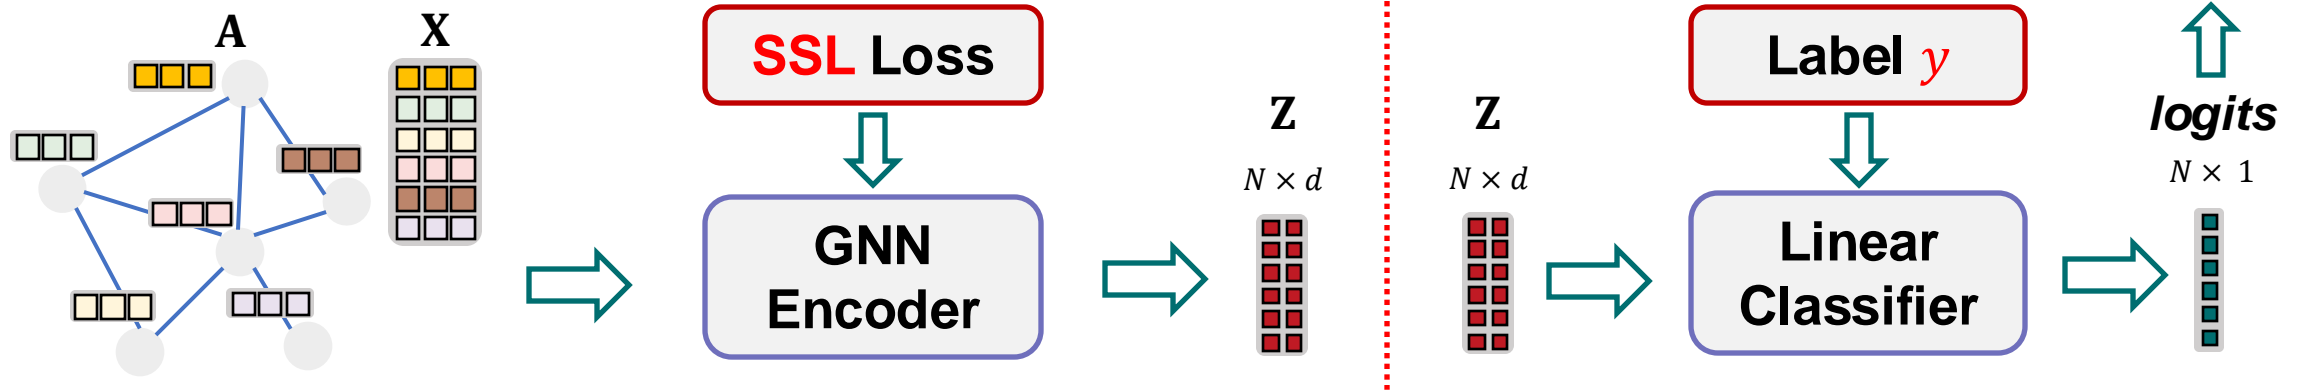 A
X
SSL Loss
GNN
Encoder
Z
N × d
Z
N × d
Label y
Linear
Classifier
logits
N × 1